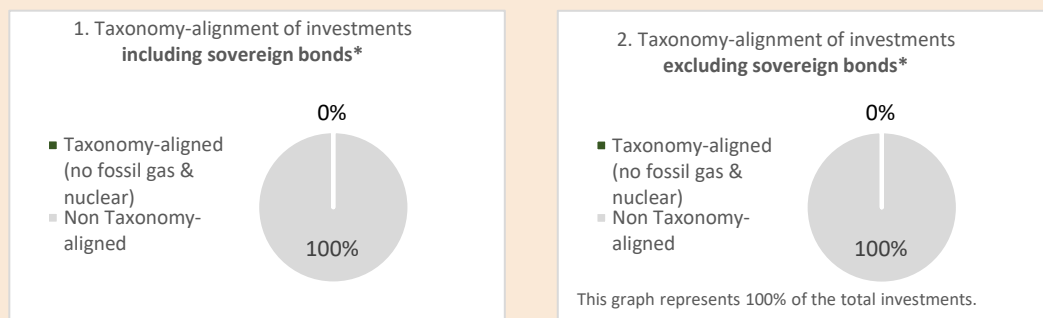 1. Taxonomy-alignment of investments
including sovereign bonds*
0%
Taxonomy-aligned
(no fossil gas &
nuclear)
Non Taxonomy-
aligned
100%
2. Taxonomy-alignment of investments
excluding sovereign bonds*
0%
Taxonomy-aligned
(no fossil gas &
nuclear)
Non Taxonomy-
aligned
100%
This graph represents 100% of the total investments.